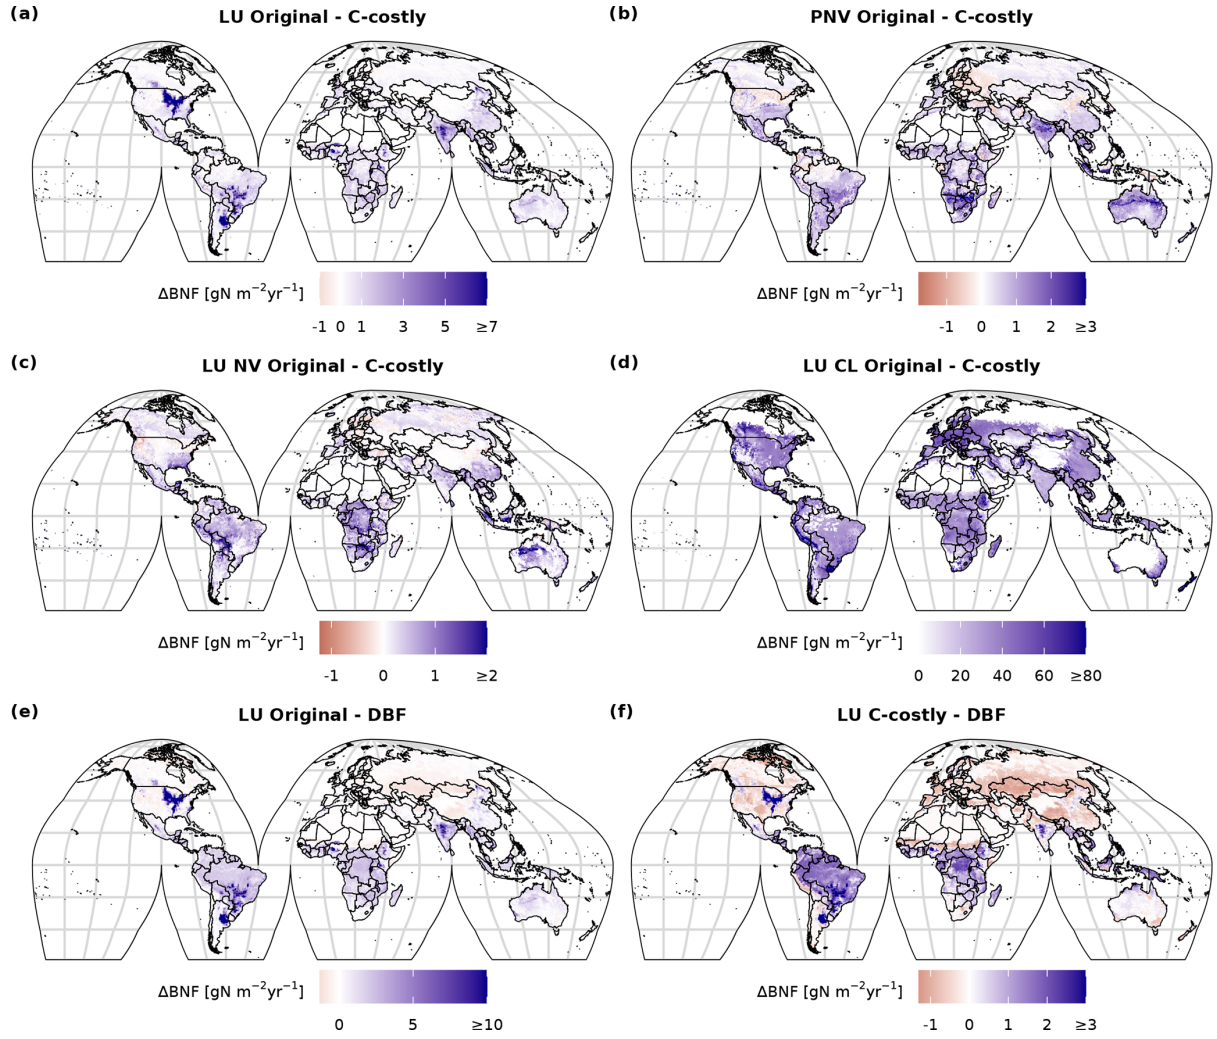 (a)
LU Original - C-costly
ΔBNF [gN m−2yr−1]
-1 0 1 3 5 ≥7
(b)
PNV Original - C-costly
ΔBNF [gN m−2yr−1]
-1 0 1 2 ≥3
(c)
LU NV Original - C-costly
ΔBNF [gN m−2yr−1]
-1 0 1 ≥2
(d)
LU CL Original - C-costly
ΔBNF [gN m−2yr−1]
0 20 40 60 ≥80
(e)
LU Original - DBF
ΔBNF [gN m−2yr−1]
0 5 ≥10
(f)
LU C-costly - DBF
ΔBNF [gN m−2yr−1]
-1 0 1 2 ≥3